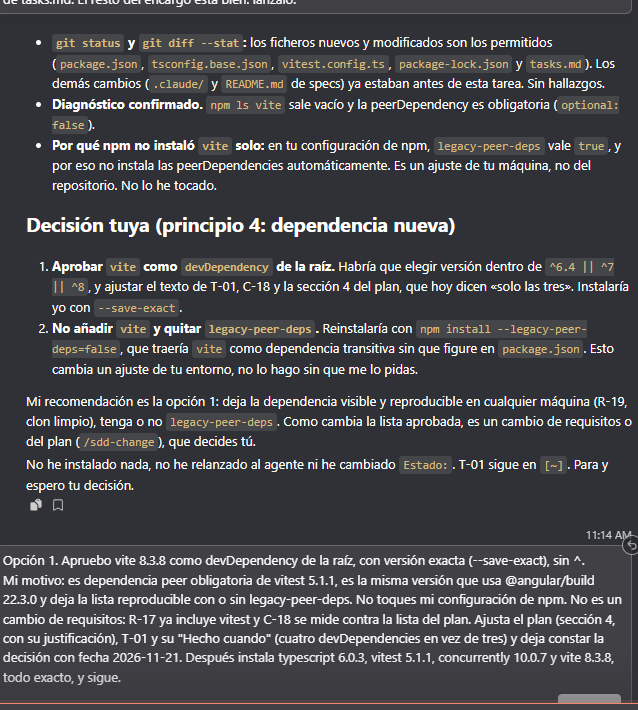 de tasks.md. El resto del encargo está bien: lánzalo.
• git status y git diff --stat: los ficheros nuevos y modificados son los permitidos
(package.json, tsconfig.base.json, vitest.config.ts, package-lock.json y tasks.md). Los
demás cambios (.claude/ y README.md de specs) ya estaban antes de esta tarea. Sin hallazgos.
• Diagnóstico confirmado. npm ls vite sale vacío y la peerDependency es obligatoria (optional:
false).
• Por qué npm no instaló vite solo: en tu configuración de npm, legacy-peer-deps vale true, y
por eso no instala las peerDependencies automáticamente. Es un ajuste de tu máquina, no del
repositorio. No lo he tocado.
Decisión tuya (principio 4: dependencia nueva)
1. Aprobar vite como devDependency de la raíz. Habría que elegir versión dentro de ^6.4 || ^7
|| ^8, y ajustar el texto de T-01, C-18 y la sección 4 del plan, que hoy dicen «solo las tres». Instalaría
yo con --save-exact.
2. No añadir vite y quitar legacy-peer-deps. Reinstalaría con npm install --legacy-peer-
deps=false, que traería vite como dependencia transitiva sin que figure en package.json. Esto
cambia un ajuste de tu entorno, no lo hago sin que me lo pidas.
Mi recomendación es la opción 1: deja la dependencia visible y reproducible en cualquier máquina (R-19,
clon limpio), tenga o no legacy-peer-deps. Como cambia la lista aprobada, es un cambio de requisitos o
del plan (/sdd-change), que decides tú.
No he instalado nada, no he relanzado al agente ni he cambiado Estado:. T-01 sigue en [~]. Para y
espero tu decisión.
11:14 AM
Opción 1. Apruebo vite 8.3.8 como devDependency de la raíz, con versión exacta (--save-exact), sin ^.
Mi motivo: es dependencia peer obligatoria de vitest 5.1.1, es la misma versión que usa @angular/build
22.3.0 y deja la lista reproducible con o sin legacy-peer-deps. No toques mi configuración de npm. No es un
cambio de requisitos: R-17 ya incluye vitest y C-18 se mide contra la lista del plan. Ajusta el plan (sección 4,
con su justificación), T-01 y su "Hecho cuando" (cuatro devDependencies en vez de tres) y deja constar la
decisión con fecha 2026-11-21. Después instala typescript 6.0.3, vitest 5.1.1, concurrently 10.0.7 y vite 8.3.8,
todo exacto, y sigue.